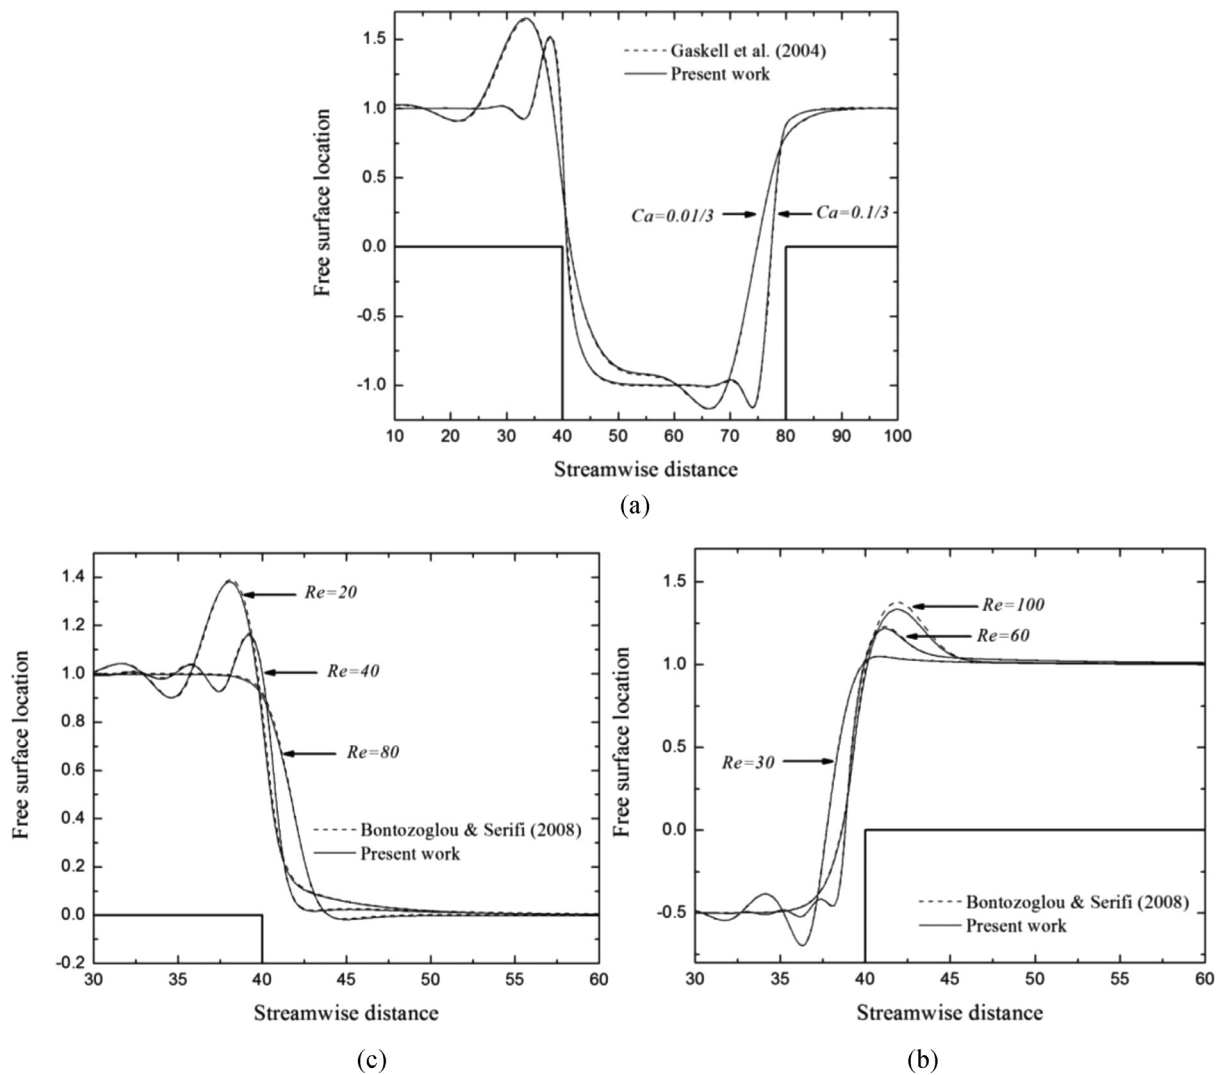 1.5
1.0
0.5
0.0
-0.5
-1.0
Free surface location
Gaskell et al. (2004)
Present work
Ca=0.01/3
Ca=0.1/3
10 20 30 40 50 60 70 80 90 100
Streamwise distance
(a)
1.4
1.2
1.0
0.8
0.6
0.4
0.2
0.0
-0.2
Free surface location
Re=20
Re=40
Re=80
Bontozoglou & Serifi (2008)
Present work
30 35 40 45 50 55 60
Streamwise distance
(c)
1.5
1.0
0.5
0.0
-0.5
Free surface location
Re=100
Re=60
Re=30
Bontozoglou & Serifi (2008)
Present work
30 35 40 45 50 55 60
Streamwise distance
(b)